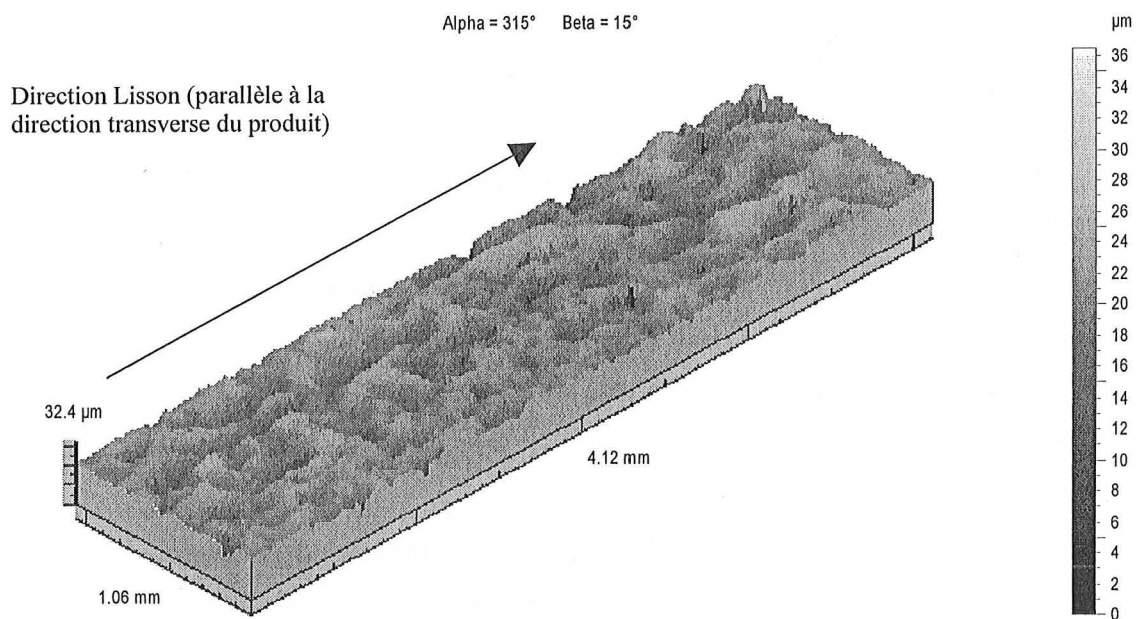 Alpha = 315° Beta = 15°
µm
Direction Lisson (parallèle à la
direction transverse du produit)
32.4 µm
4.12 mm
1.06 mm
36
34
32
30
28
26
24
22
20
18
16
14
12
10
8
6
4
2
0